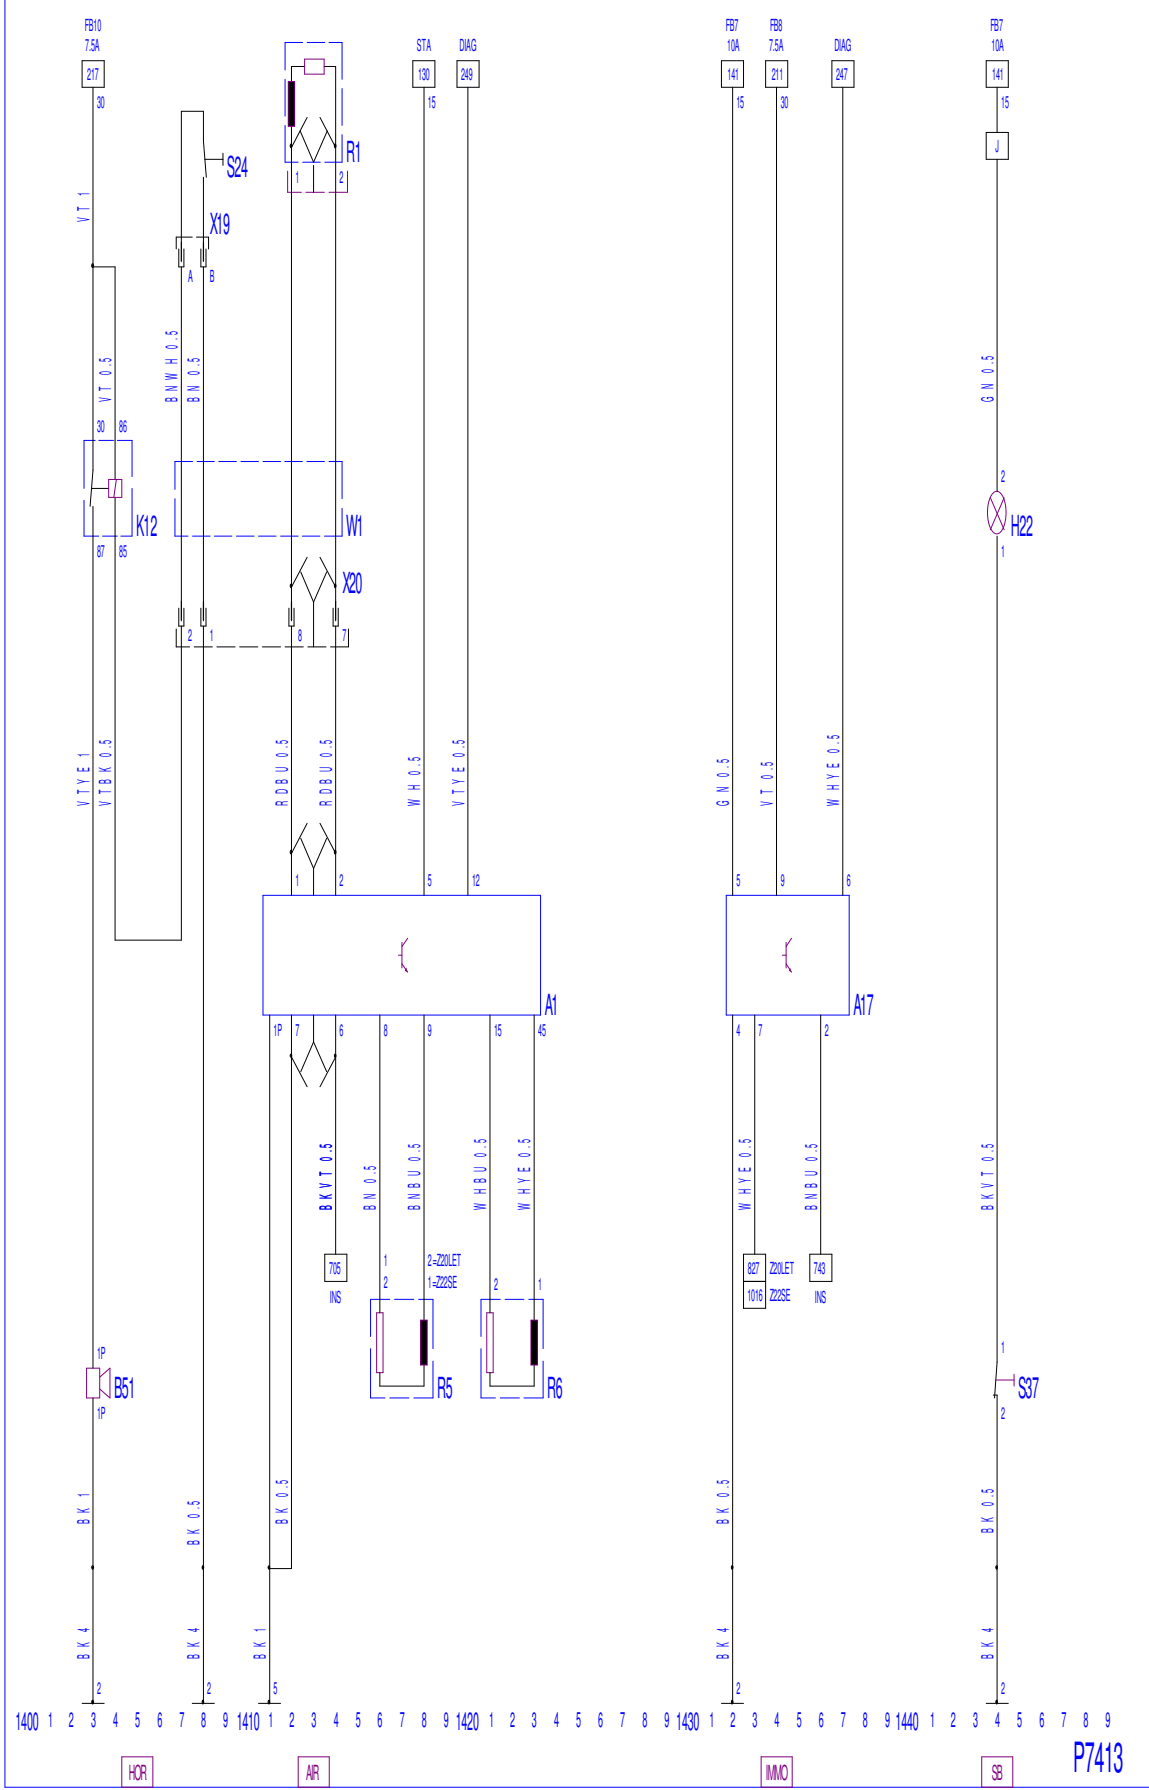 FB10 FB7 FB8 FB7
7.5A STA DIAG 10A 7.5A DIAG 10A
217 130 249 141 211 247 141
30 15 15 30 15
J
R1
S24
1 2
VT 1
X19
A B
BNWH 0.5
VT 0.5 BN 0.5 GN 0.5
30 86
2
K12 W1 H22
87 85 1
X20
2 1 8 7
VTYE 1 VTBK 0.5 RDBU 0.5 RDBU 0.5 WH 0.5 VTYE 0.5 GN 0.5 VT 0.5 WHYE 0.5
1 2 5 12 5 9 6
A1 A17
1P 7 6 8 9 15 45 4 7 2
BKVT 0.5 BN 0.5 BNBU 0.5 WHBU 0.5 WHYE 0.5 WHYE 0.5 BNBU 0.5 BKVT 0.5
1 2=Z20LET
705 827 Z20LET 743
2 1=Z22SE 2 1
INS 1016 Z22SE INS
1P 1
B51 R5 R6 S37
1P 2
BK 1 BK 0.5 BK 0.5 BK 0.5 BK 0.5
BK 4 BK 4 BK 1 BK 4 BK 4
2 2 5 2 2
1400 1 2 3 4 5 6 7 8 9 1410 1 2 3 4 5 6 7 8 9 1420 1 2 3 4 5 6 7 8 9 1430 1 2 3 4 5 6 7 8 9 1440 1 2 3 4 5 6 7 8 9
P7413
HOR AIR IMMO SB